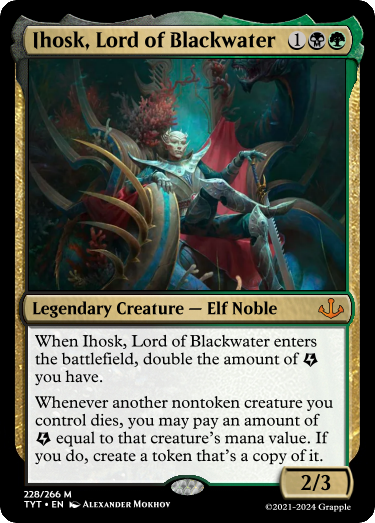 Ihosk, Lord of Blackwater 1
Legendary Creature — Elf Noble
When Ihosk, Lord of Blackwater enters
the battlefield, double the amount of
you have.
Whenever another nontoken creature you
control dies, you may pay an amount of
equal to that creature's mana value. If
you do, create a token that's a copy of it.
2/3
228/266 M
TYT • EN Alexander Mokhov
©2021-2024 Grapple